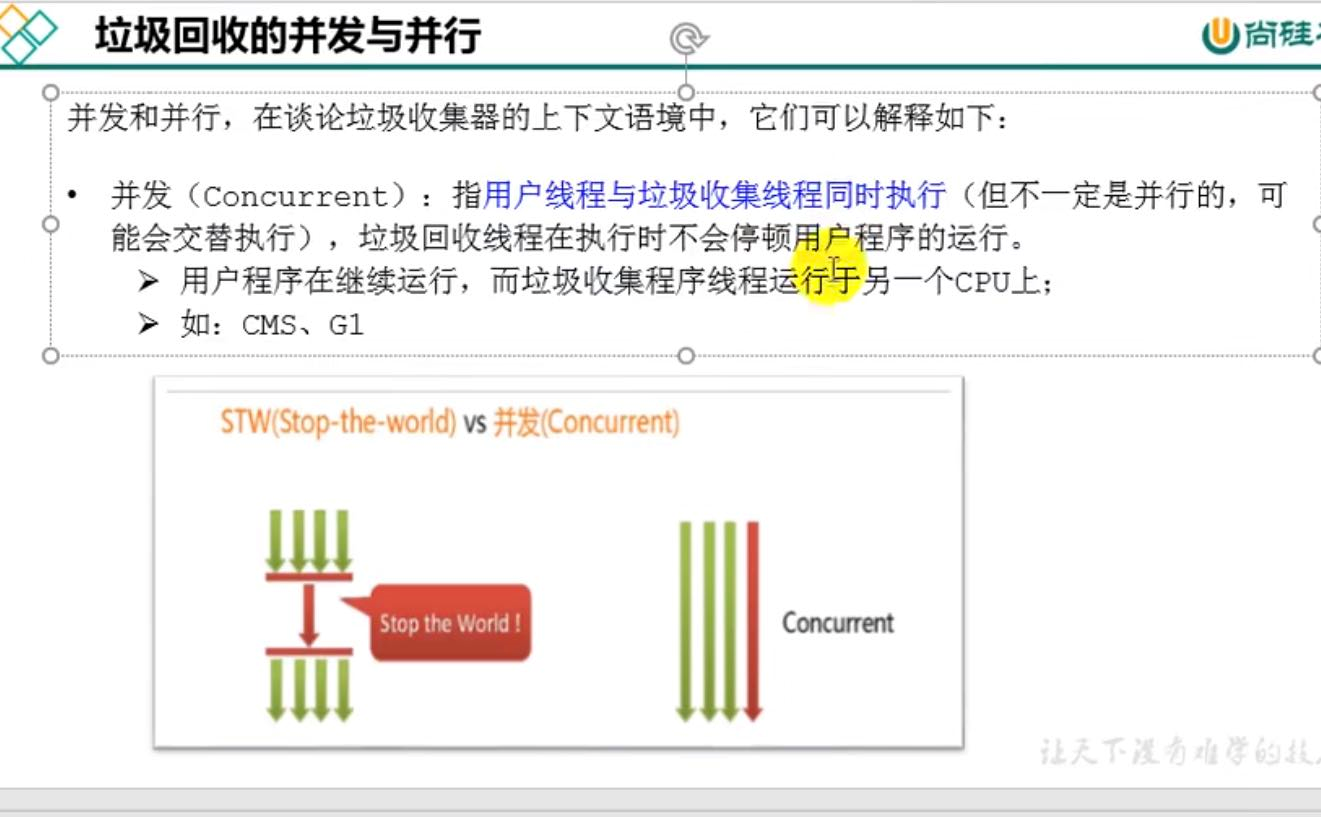 垃圾回收的并发与并行
尚硅
并发和并行，在谈论垃圾收集器的上下文语境中，它们可以解释如下：
• 并发（Concurrent）：指用户线程与垃圾收集线程同时执行（但不一定是并行的，可
能会交替执行），垃圾回收线程在执行时不会停顿用户程序的运行。
➢ 用户程序在继续运行，而垃圾收集程序线程运行于另一个CPU上；
➢ 如：CMS、G1
STW(Stop-the-world) vs 并发(Concurrent)
Stop the World !
Concurrent
让天下没有难学的技